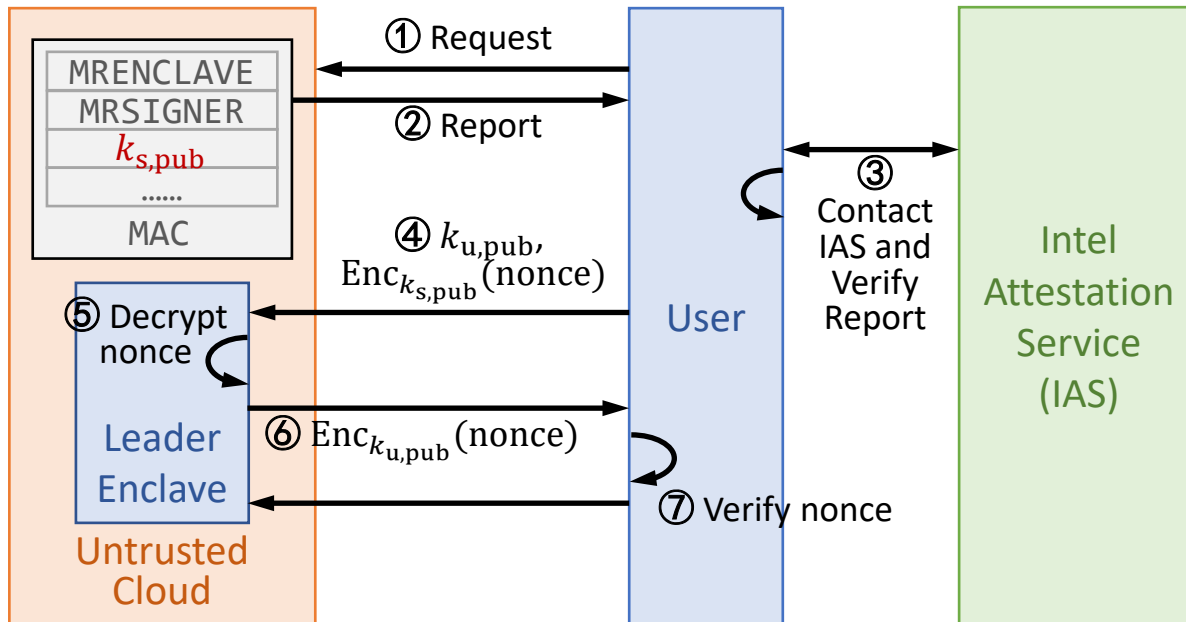 ① Request
MRENCLAVE
MRSIGNER
② Report
k_s,pub
......
MAC
③
Contact
IAS and
Verify
Report
④ k_u,pub,
Enc_k_s,pub(nonce)
Intel
Attestation
Service
(IAS)
User
⑤ Decrypt
nonce
⑥ Enc_k_u,pub(nonce)
Leader
Enclave
⑦ Verify nonce
Untrusted
Cloud